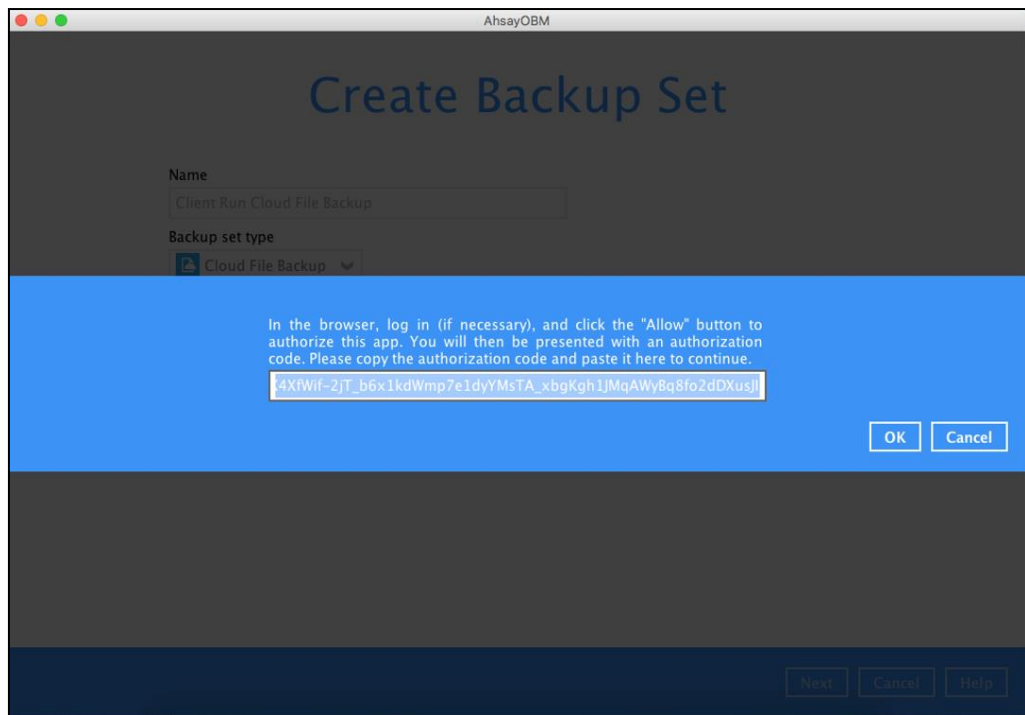 AhsayOBM
Create Backup Set
Name
Client Run Cloud File Backup
Backup set type
Cloud File Backup
In the browser, log in (if necessary), and click the "Allow" button to
authorize this app. You will then be presented with an authorization
code. Please copy the authorization code and paste it here to continue.
4XfWif-2jT_b6x1kdWmp7e1dyYMsTA_xbgKgh1JMqAWyBq8fo2dDXusJl
OK Cancel
Next Cancel Help